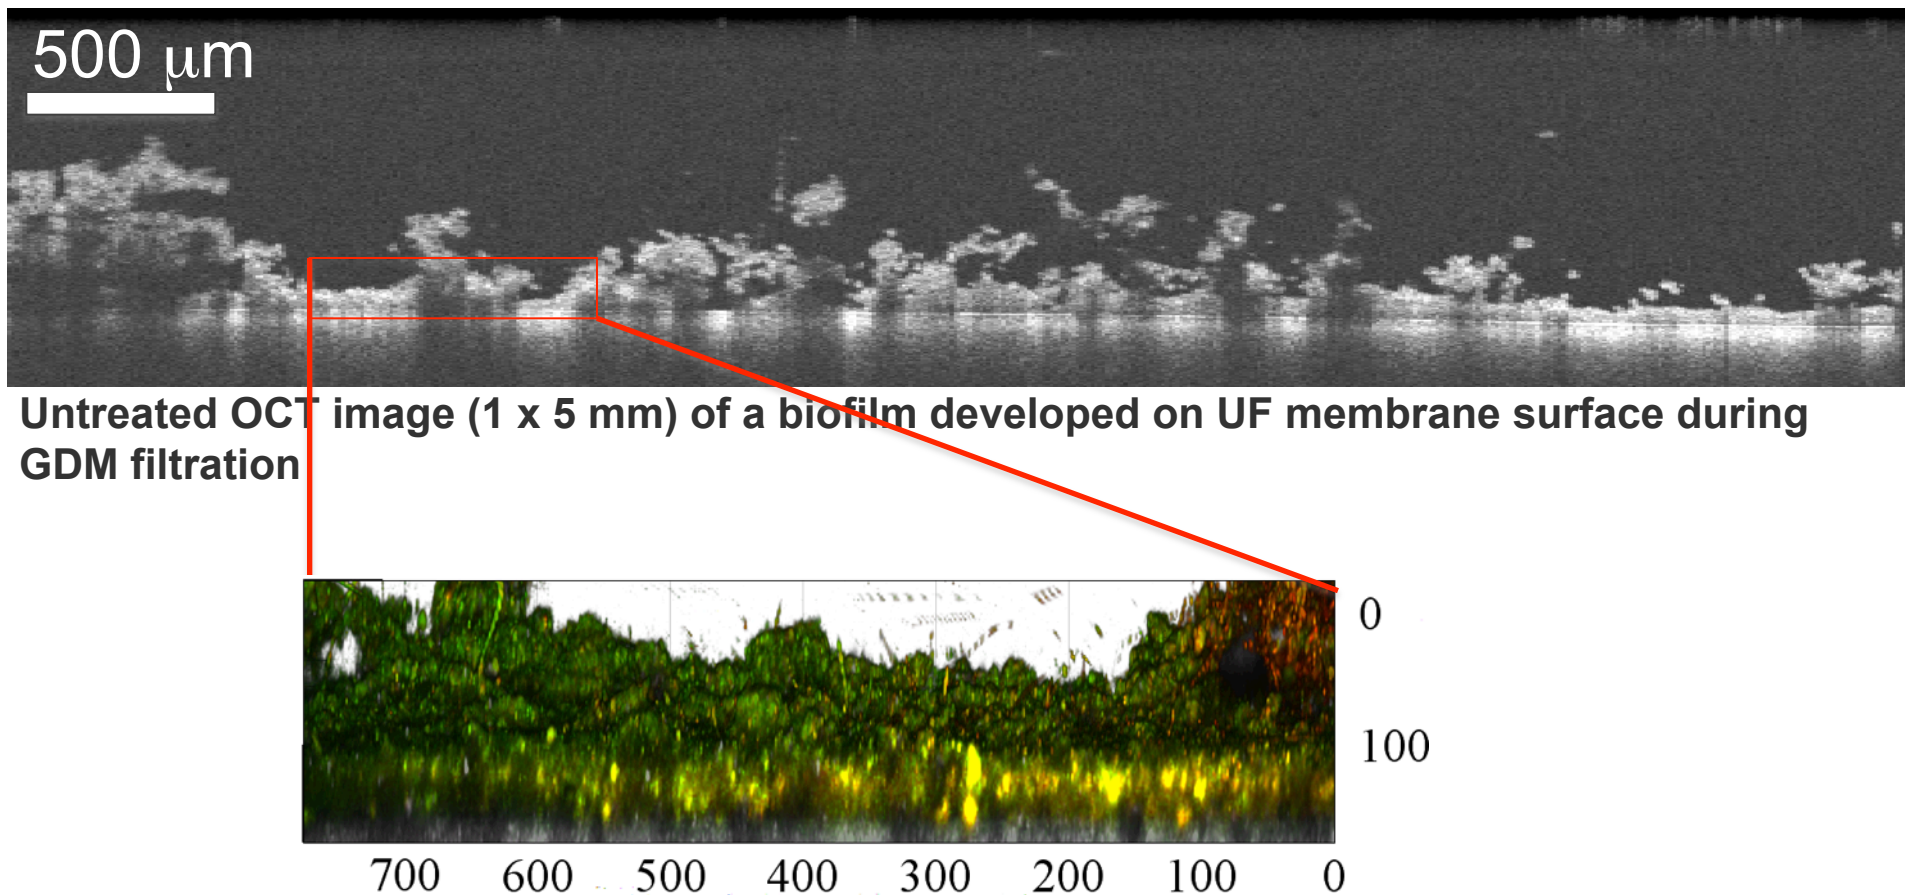 500 μm
Untreated OCT image (1 x 5 mm) of a biofilm developed on UF membrane surface during
GDM filtration
0
100
700 600 500 400 300 200 100 0